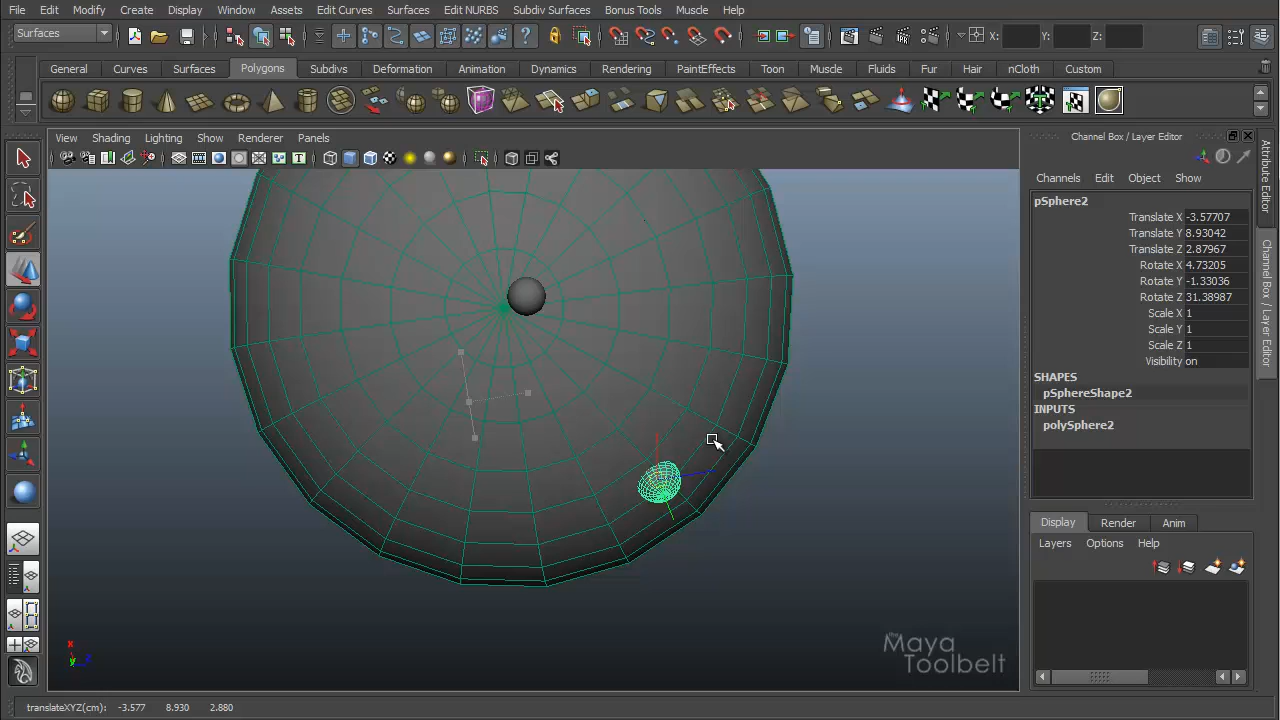 File Edit Modify Create Display Window Assets Edit Curves Surfaces Edit NURBS Subdiv Surfaces Bonus Tools Muscle Help
Surfaces
X: Y: Z:
General Curves Surfaces Polygons Subdivs Deformation Animation Dynamics Rendering PaintEffects Toon Muscle Fluids Fur Hair nCloth Custom
View Shading Lighting Show Renderer Panels
Channel Box / Layer Editor
Channels Edit Object Show
pSphere2
Translate X -3.57707
Translate Y 8.93042
Translate Z 2.87967
Rotate X 4.73205
Rotate Y -1.33036
Rotate Z 31.38987
Scale X 1
Scale Y 1
Scale Z 1
Visibility on
SHAPES
pSphereShape2
INPUTS
polySphere2
Attribute Editor
Channel Box / Layer Editor
Display Render Anim
Layers Options Help
x
y z
the Maya Toolbelt
translateXYZ(cm): -3.577 8.930 2.880